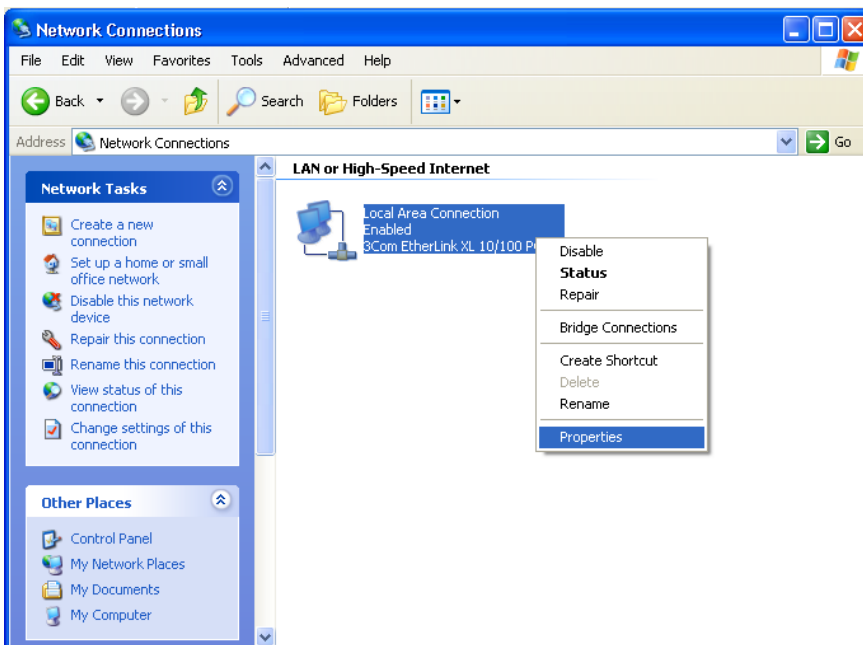 Network Connections
File Edit View Favorites Tools Advanced Help
Back Search Folders
Address Network Connections Go
Network Tasks
Create a new
connection
Set up a home or small
office network
Disable this network
device
Repair this connection
Rename this connection
View status of this
connection
Change settings of this
connection
Other Places
Control Panel
My Network Places
My Documents
My Computer
LAN or High-Speed Internet
Local Area Connection
Enabled
3Com EtherLink XL 10/100
Disable
Status
Repair
Bridge Connections
Create Shortcut
Delete
Rename
Properties